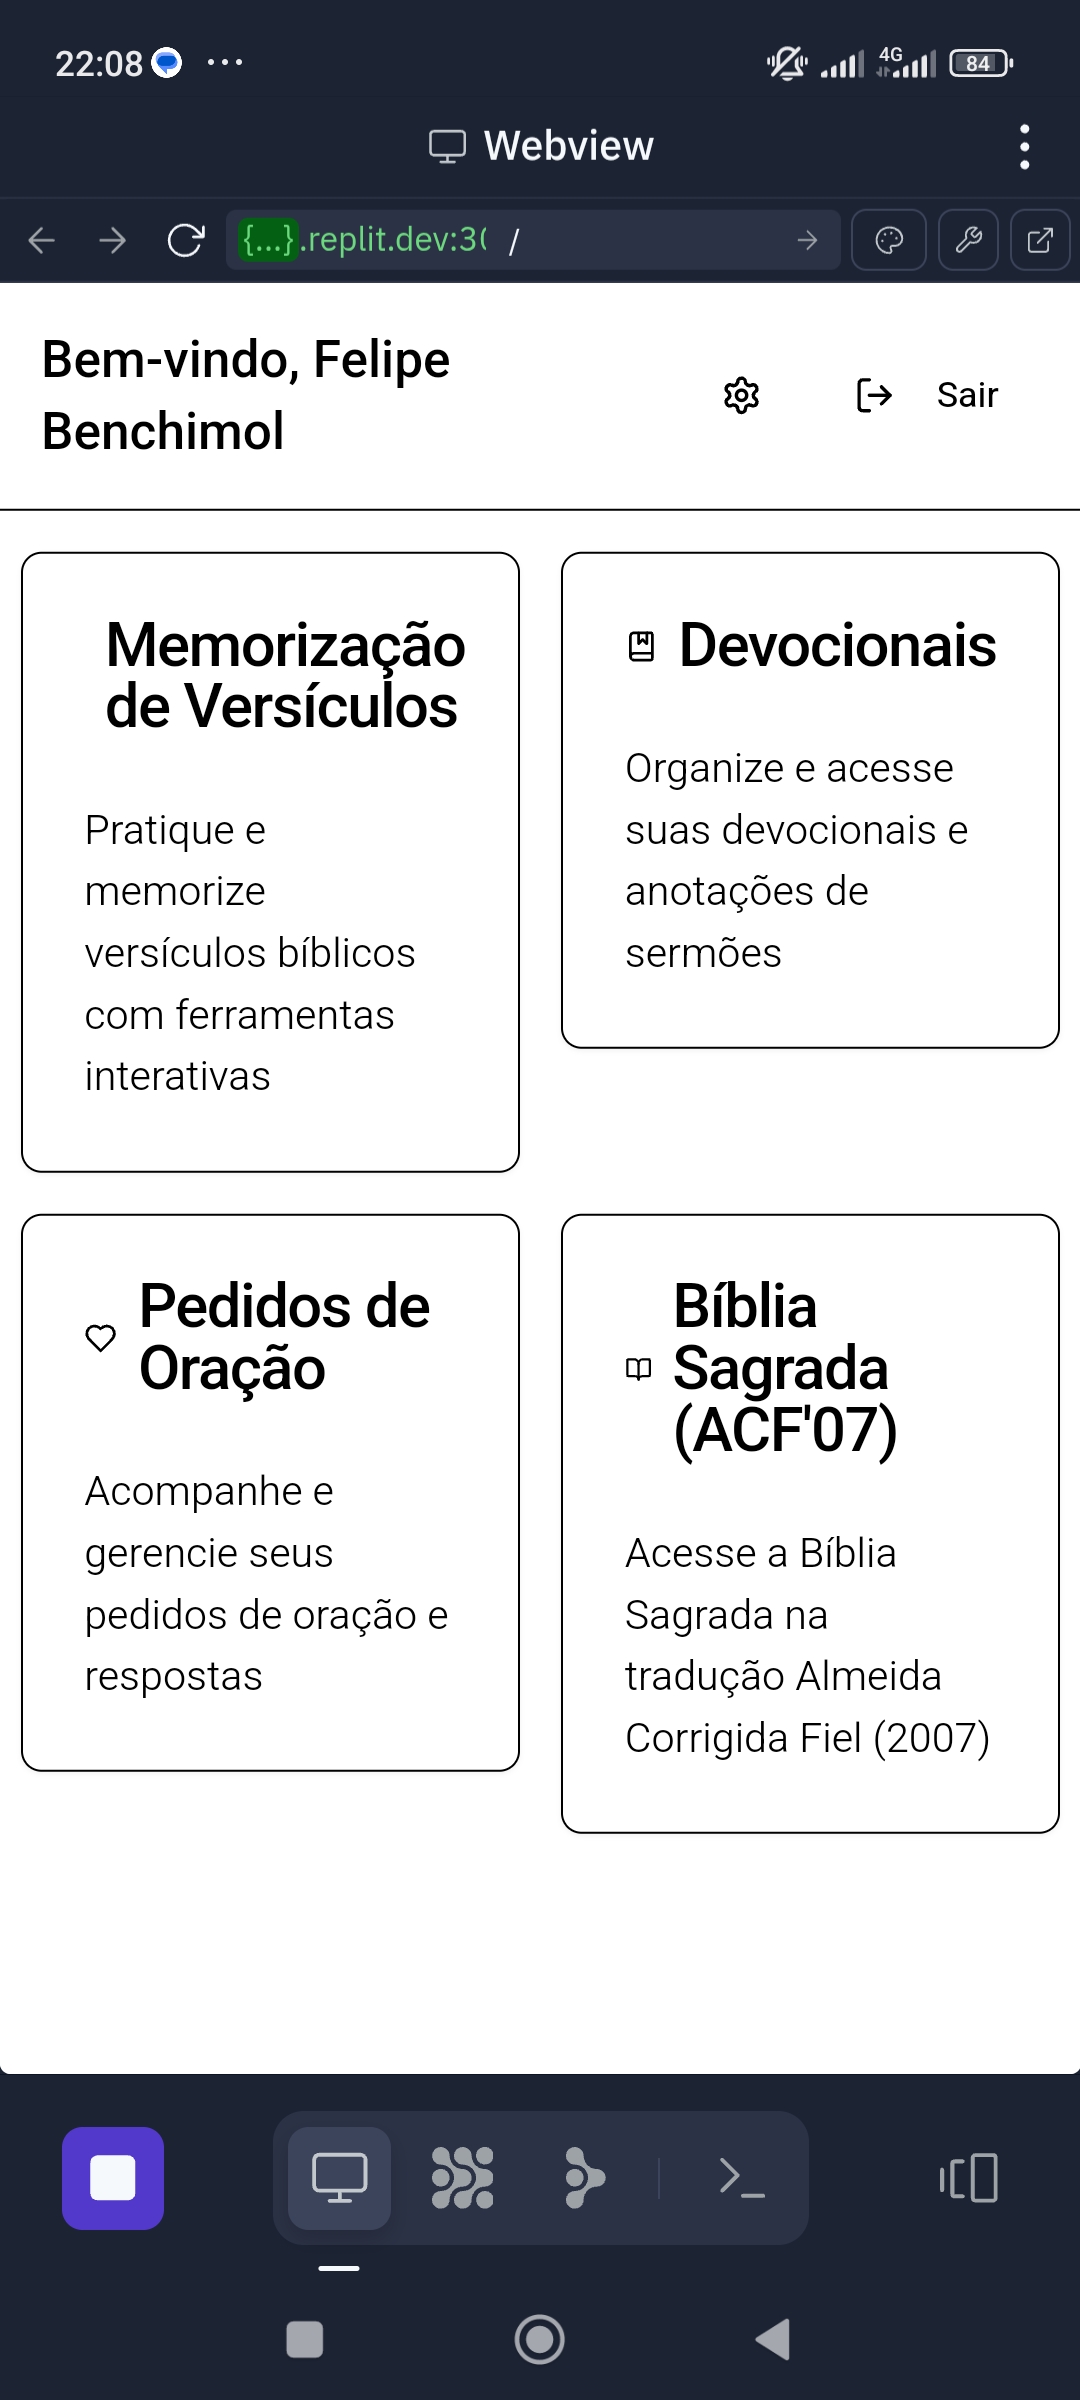 22:08
4G
84
Webview
{...}.replit.dev:3
/
Bem-vindo, Felipe
Benchimol
Sair
Memorização
de Versículos
Pratique e
memorize
versículos bíblicos
com ferramentas
interativas
Devocionais
Organize e acesse
suas devocionais e
anotações de
sermões
Pedidos de
Oração
Acompanhe e
gerencie seus
pedidos de oração e
respostas
Bíblia
Sagrada
(ACF'07)
Acesse a Bíblia
Sagrada na
tradução Almeida
Corrigida Fiel (2007)